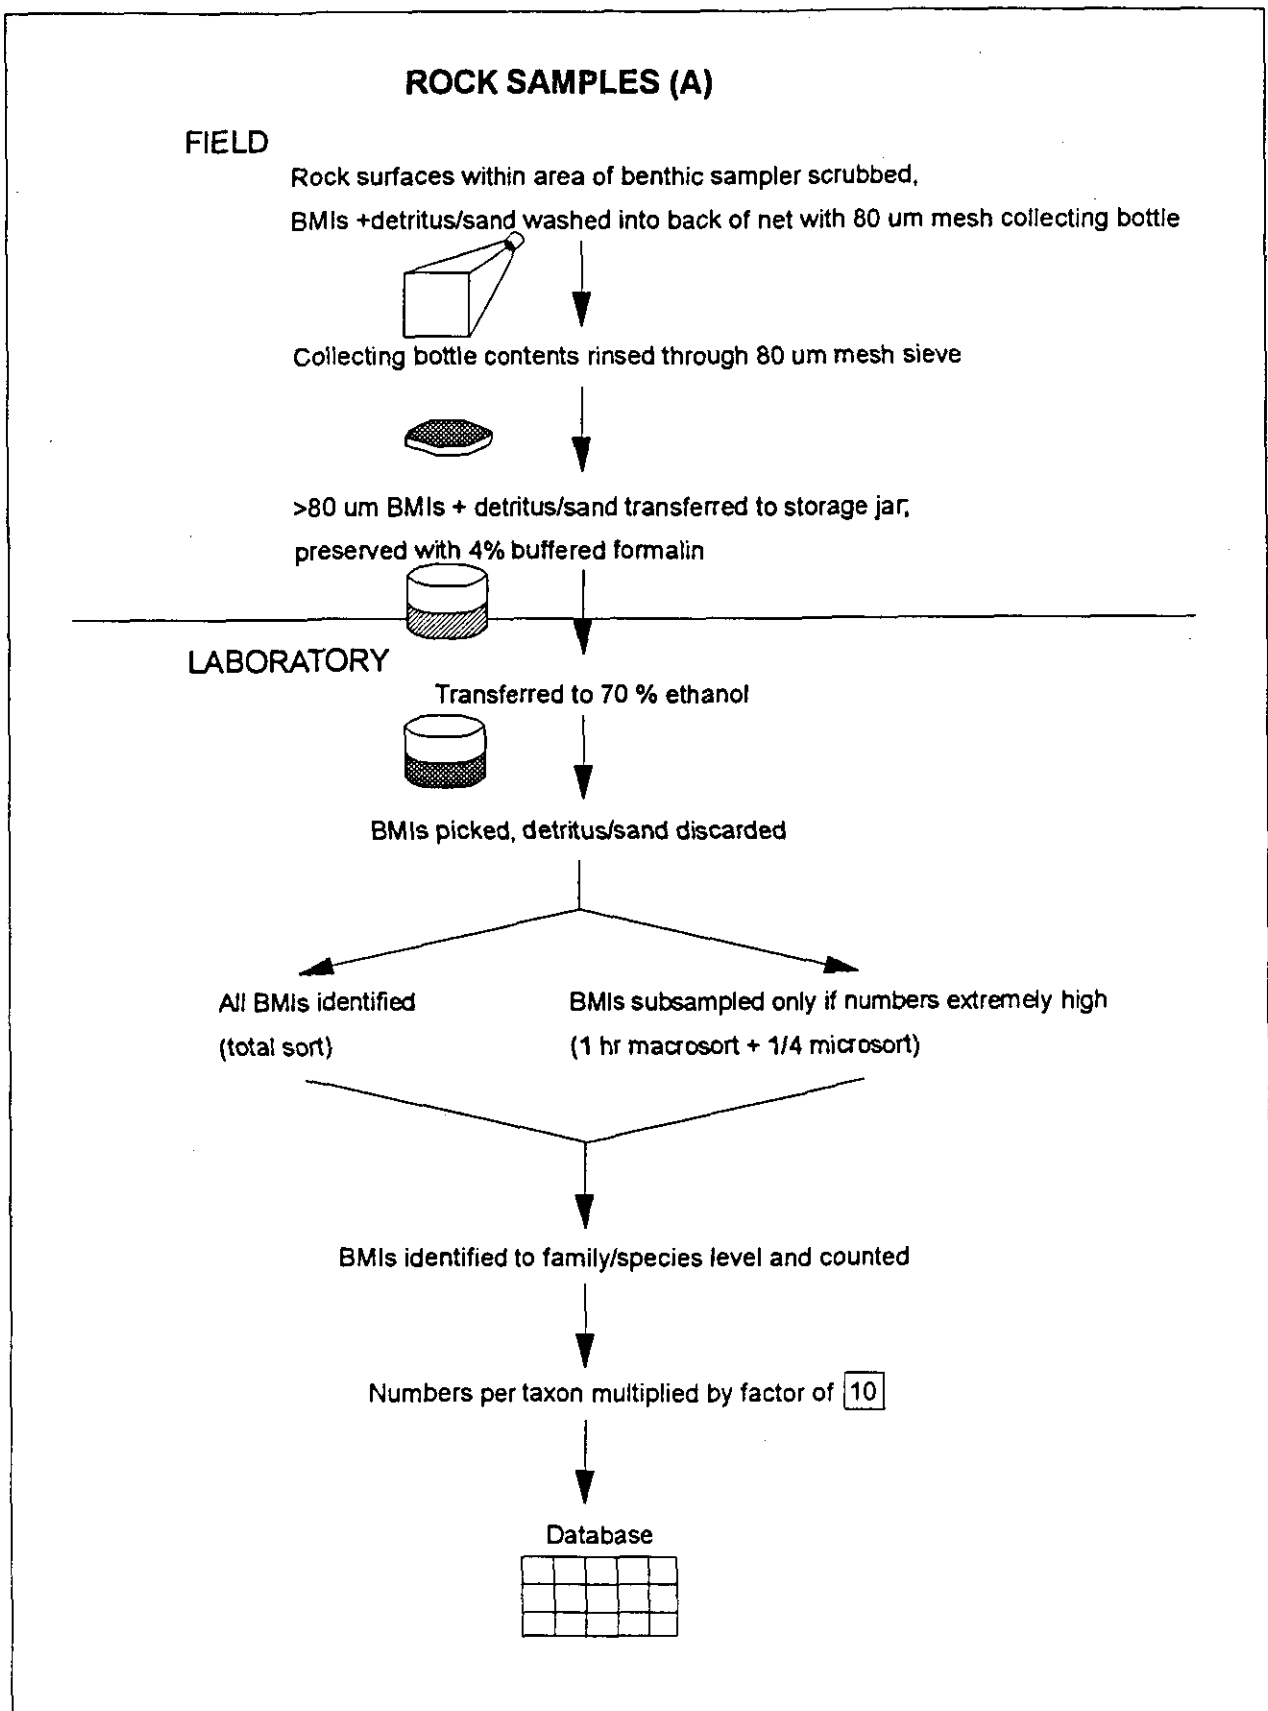 ROCK SAMPLES (A)
FIELD
Rock surfaces within area of benthic sampler scrubbed,
BMIs +detritus/sand washed into back of net with 80 um mesh collecting bottle
Collecting bottle contents rinsed through 80 um mesh sieve
>80 um BMIs + detritus/sand transferred to storage jar;
preserved with 4% buffered formalin
LABORATORY
Transferred to 70 % ethanol
BMIs picked, detritus/sand discarded
All BMIs identified
(total sort)
BMIs subsampled only if numbers extremely high
(1 hr macrosort + 1/4 microsort)
BMIs identified to family/species level and counted
Numbers per taxon multiplied by factor of 10
Database